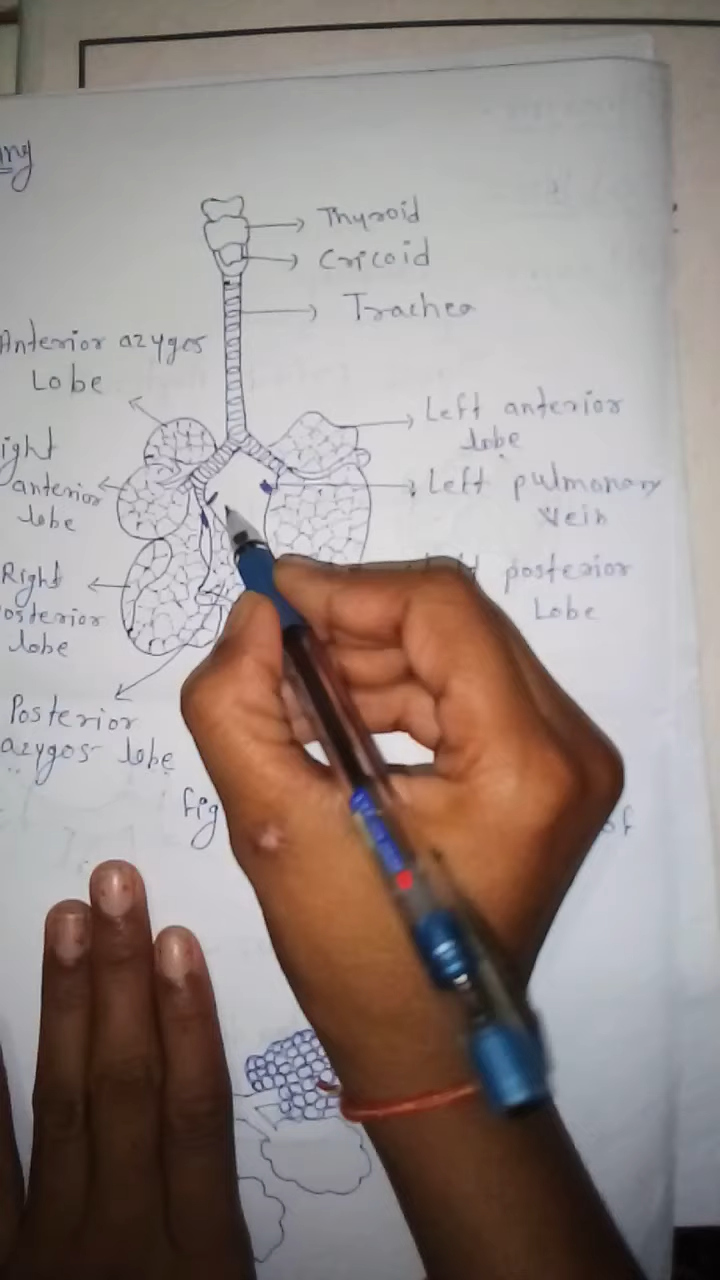 Thyroid
Cricoid
Trachea
Anterior azygos
Lobe
Left anterior
lobe
ight
anterior
lobe
Left pulmonary
vein
Right
osterior
lobe
posterior
Lobe
Posterior
azygos lobe
fig
of